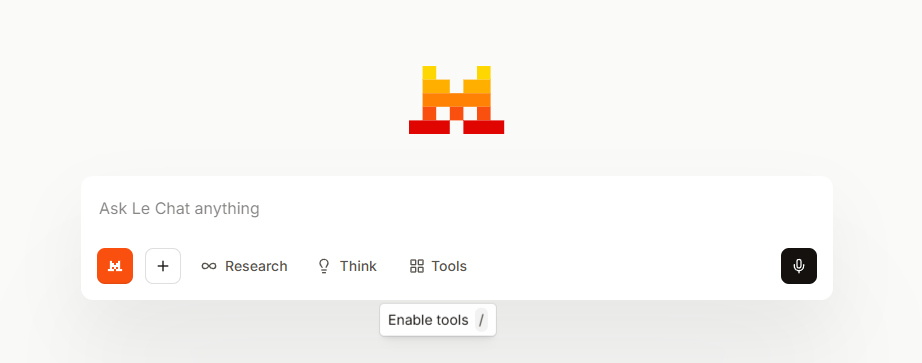 Ask Le Chat anything
Research Think Tools
Enable tools /